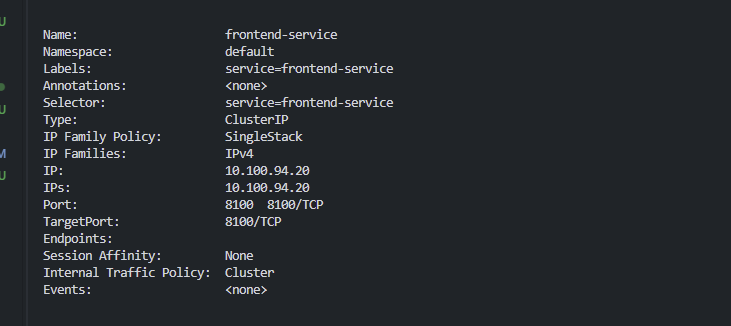 U
Name: frontend-service
Namespace: default
Labels: service=frontend-service
Annotations: <none>
U
Selector: service=frontend-service
Type: ClusterIP
IP Family Policy: SingleStack
M
IP Families: IPv4
IP: 10.100.94.20
U
IPs: 10.100.94.20
Port: 8100 8100/TCP
TargetPort: 8100/TCP
Endpoints:
Session Affinity: None
Internal Traffic Policy: Cluster
Events: <none>